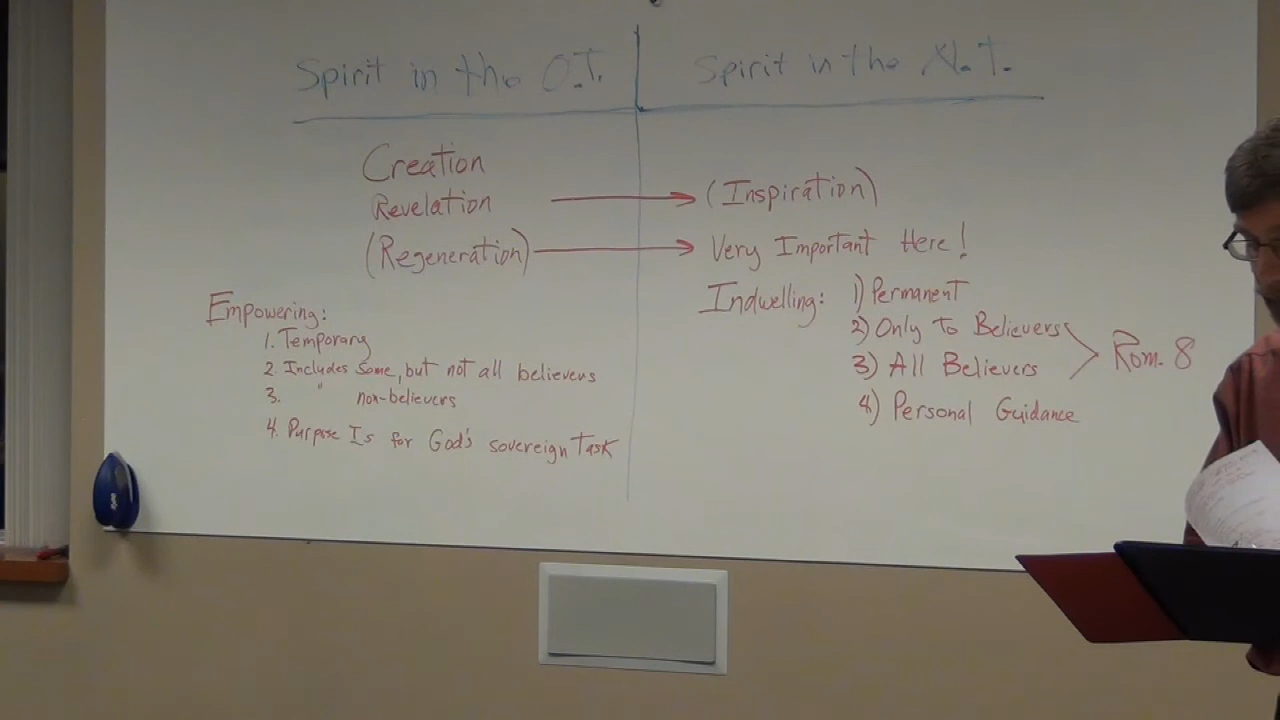 Spirit in the O.T.
Creation
Revelation
(Regeneration)
Empowering:
1. Temporary
2. Includes some, but not all believers
3. " non-believers
4. Purpose Is for God's sovereign Task
Spirit in the N.T.
(Inspiration)
Very Important Here!
Indwelling: 1) Permanent
2) Only To Believers
3) All Believers
Rom. 8
4) Personal Guidance